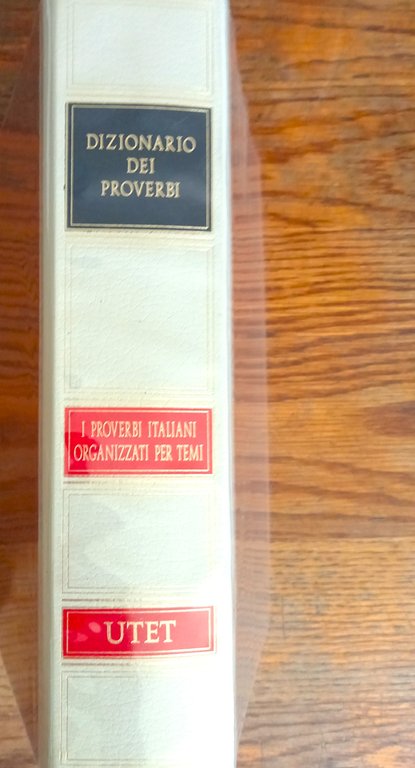 DIZIONARIO
DEI
PROVERBI
I PROVERBI ITALIANI
ORGANIZZATI PER TEMI
UTET